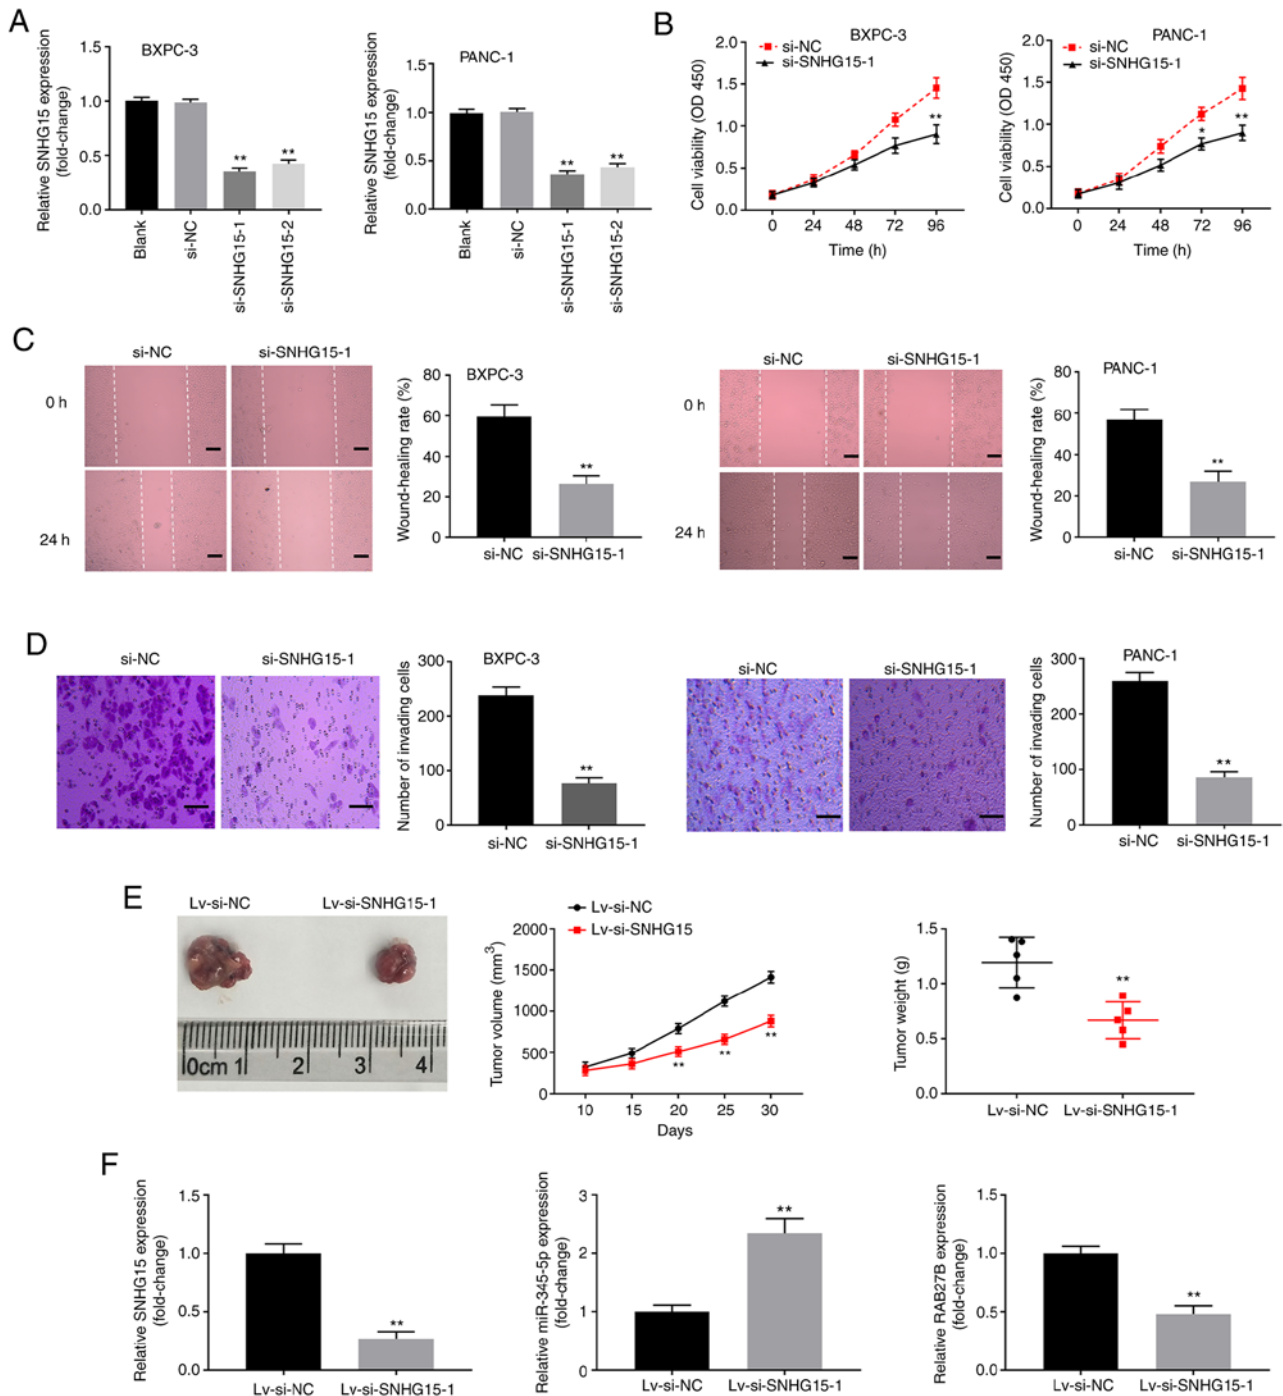 A
BXPC-3
Relative SNHG15 expression
(fold-change)
1.5
1.0
0.5
0.0
**
**
Blank
si-NC
si-SNHG15-1
si-SNHG15-2
PANC-1
Relative SNHG15 expression
(fold-change)
1.5
1.0
0.5
0.0
**
**
Blank
si-NC
si-SNHG15-1
si-SNHG15-2
B
BXPC-3
si-NC
si-SNHG15-1
Cell viability (OD 450)
2.0
1.5
1.0
0.5
0.0
**
0 24 48 72 96
Time (h)
PANC-1
si-NC
si-SNHG15-1
Cell viability (OD 450)
2.0
1.5
1.0
0.5
0.0
*
**
0 24 48 72 96
Time (h)
C
si-NC si-SNHG15-1
0 h
24 h
BXPC-3
Wound-healing rate (%)
80
60
40
20
0
**
si-NC si-SNHG15-1
si-NC si-SNHG15-1
0 h
24 h
PANC-1
Wound-healing rate (%)
80
60
40
20
0
**
si-NC si-SNHG15-1
D
si-NC si-SNHG15-1
BXPC-3
Number of invading cells
300
200
100
0
**
si-NC si-SNHG15-1
si-NC si-SNHG15-1
PANC-1
Number of invading cells
300
200
100
0
**
si-NC si-SNHG15-1
E
Lv-si-NC Lv-si-SNHG15-1
0cm 1 2 3 4
Lv-si-NC
Lv-si-SNHG15
Tumor volume (mm3)
2000
1500
1000
500
0
** ** **
10 15 20 25 30
Days
Tumor weight (g)
1.5
1.0
0.5
0.0
**
Lv-si-NC Lv-si-SNHG15-1
F
Relative SNHG15 expression
(fold-change)
1.5
1.0
0.5
0.0
**
Lv-si-NC Lv-si-SNHG15-1
Relative miR-345-5p expression
(fold-change)
3
2
1
0
**
Lv-si-NC Lv-si-SNHG15-1
Relative RAB27B expression
(fold-change)
1.5
1.0
0.5
0.0
**
Lv-si-NC Lv-si-SNHG15-1